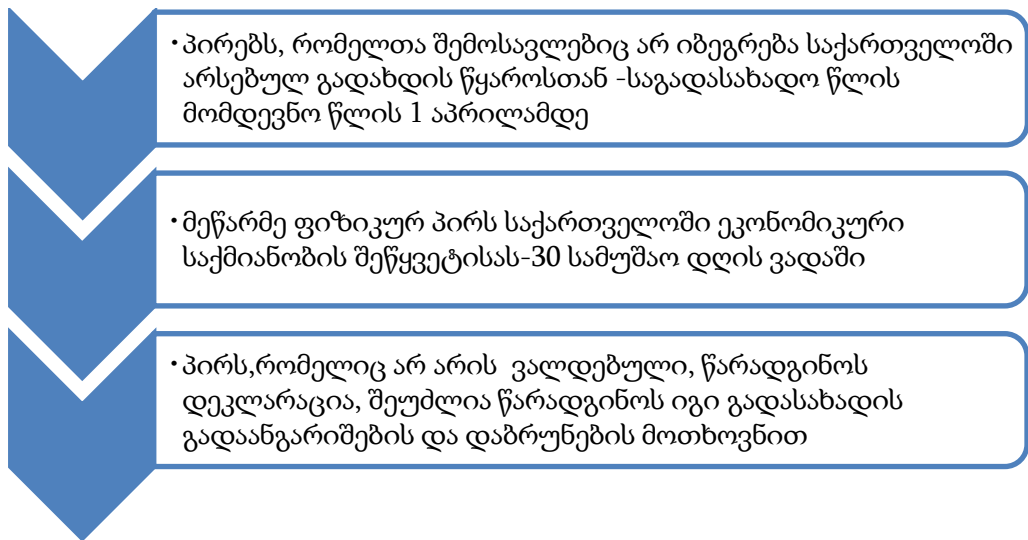 ·პირებს, რომელთა შემოსავლებიც არ იბეგრება საქართველოში
არსებულ გადახდის წყაროსთან -საგადასახადო წლის
მომდევნო წლის 1 აპრილამდე
·მეწარმე ფიზიკურ პირს საქართველოში ეკონომიკური
საქმიანობის შეწყვეტისას-30 სამუშაო დღის ვადაში
·პირს,რომელიც არ არის ვალდებული, წარადგინოს
დეკლარაცია, შეუძლია წარადგინოს იგი გადასახადის
გადაანგარიშების და დაბრუნების მოთხოვნით